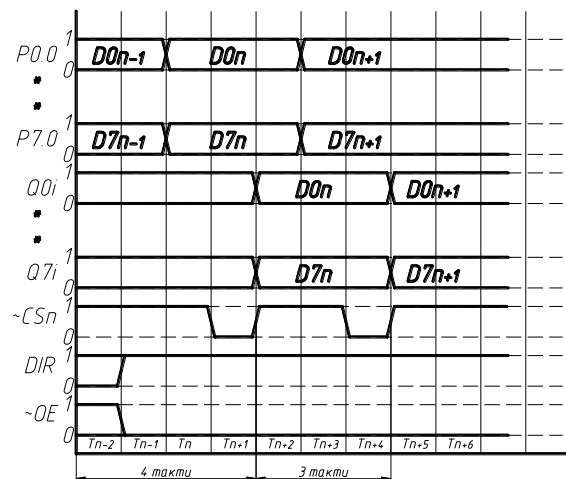 P0.0 1 0 D0n-1 D0n D0n+1
*
*
P7.0 1 0 D7n-1 D7n D7n+1
Q0i 1 0 D0n D0n+1
*
*
Q7i 1 0 D7n D7n+1
~CSn 1 0
DIR 1 0
~OE 1 0
Tn-2 Tn-1 Tn Tn+1 Tn+2 Tn+3 Tn+4 Tn+5 Tn+6
4 такти 3 такти